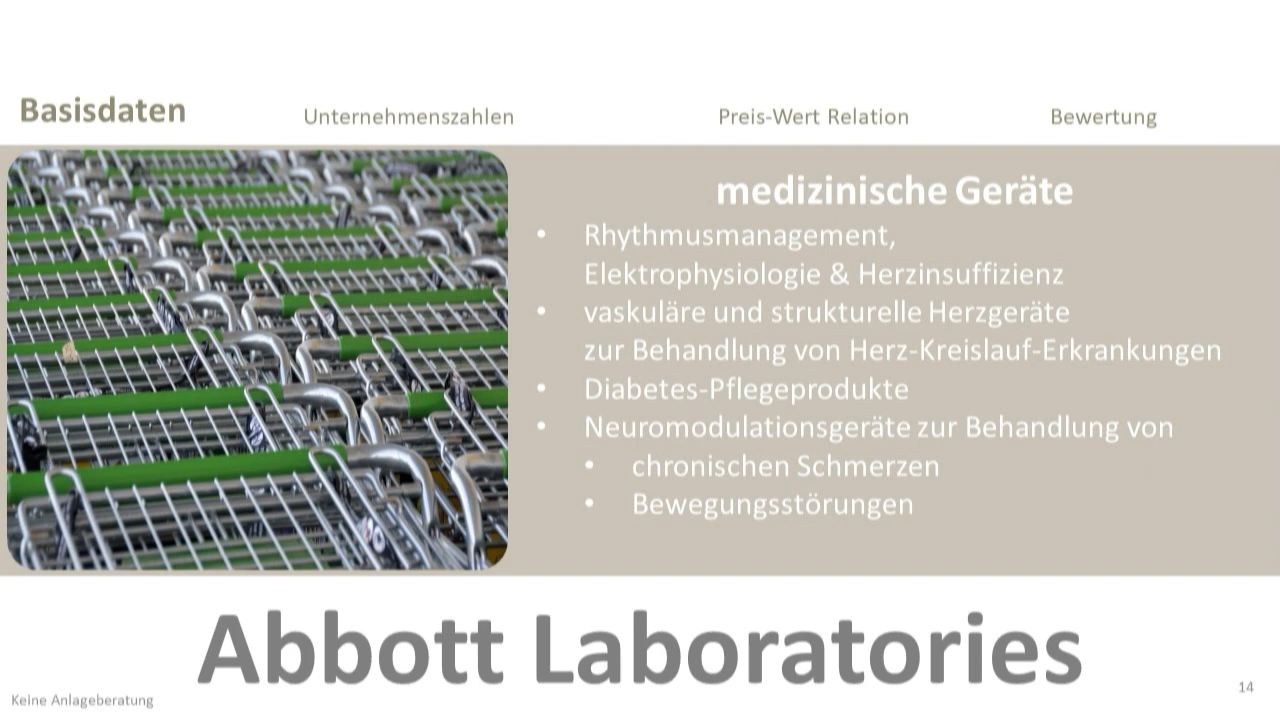 Basisdaten
Unternehmenszahlen
Preis-Wert Relation
Bewertung
medizinische Geräte
• Rhythmusmanagement,
Elektrophysiologie & Herzinsuffizienz
• vaskuläre und strukturelle Herzgeräte
zur Behandlung von Herz-Kreislauf-Erkrankungen
• Diabetes-Pflegeprodukte
• Neuromodulationsgeräte zur Behandlung von
• chronischen Schmerzen
• Bewegungsstörungen
Abbott Laboratories
Keine Anlageberatung
14